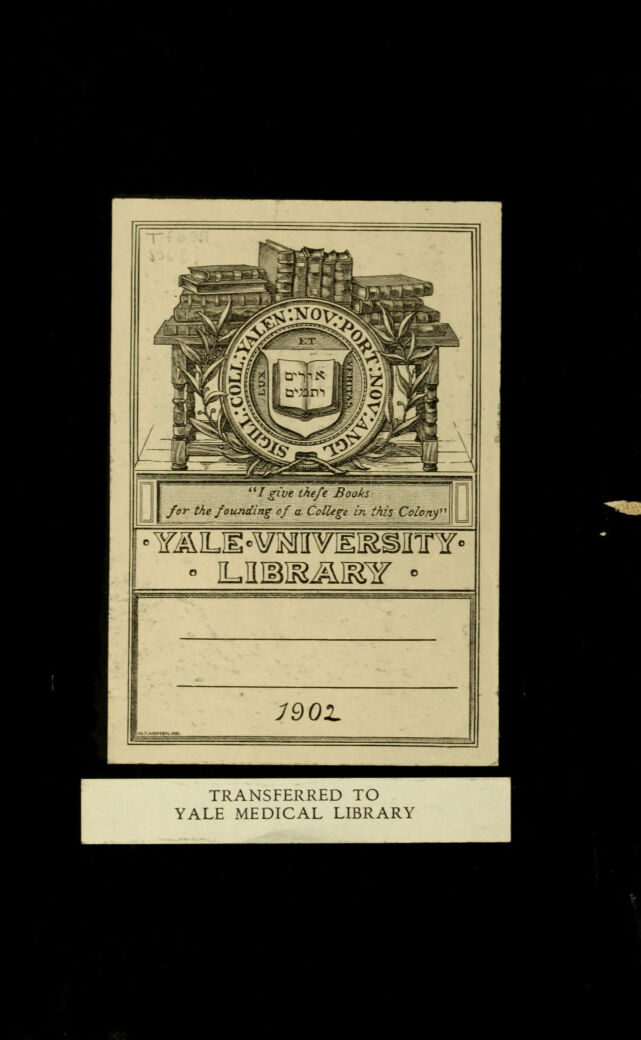 SIGILL:COLL:YALEN:NOV:PORT:NOV:ANGL
ET
LUX
VERITAS
אורים
ותמים
"I give theſe Books
for the founding of a College in this Colony"
·YALE·VNIVERSITY·
· LIBRARY ·
1902
TRANSFERRED TO
YALE MEDICAL LIBRARY